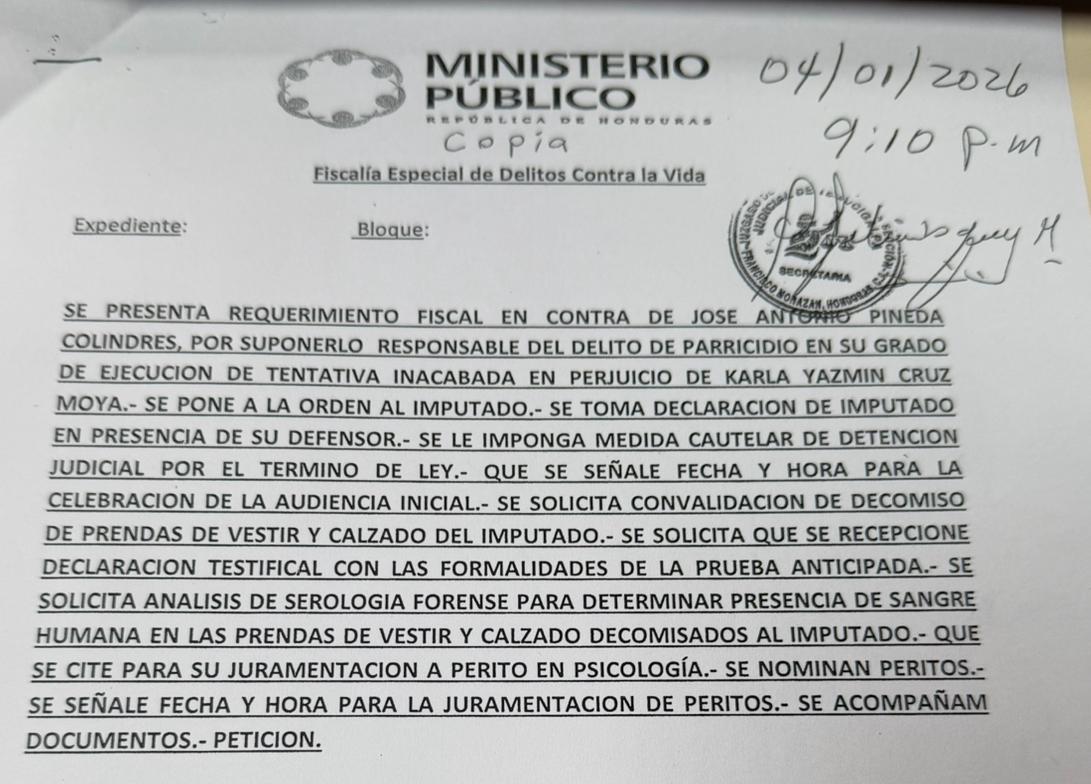 MINISTERIO
PÚBLICO
REPÚBLICA DE HONDURAS
Copia
04/01/2026
9:10 p.m
Fiscalía Especial de Delitos Contra la Vida
Expediente: Bloque:
SECRETARIA
FRANCISCO MORAZAN, HONDURAS, C.A.
SE PRESENTA REQUERIMIENTO FISCAL EN CONTRA DE JOSE ANTONIO PINEDA
COLINDRES, POR SUPONERLO RESPONSABLE DEL DELITO DE PARRICIDIO EN SU GRADO
DE EJECUCION DE TENTATIVA INACABADA EN PERJUICIO DE KARLA YAZMIN CRUZ
MOYA.- SE PONE A LA ORDEN AL IMPUTADO.- SE TOMA DECLARACION DE IMPUTADO
EN PRESENCIA DE SU DEFENSOR.- SE LE IMPONGA MEDIDA CAUTELAR DE DETENCION
JUDICIAL POR EL TERMINO DE LEY.- QUE SE SEÑALE FECHA Y HORA PARA LA
CELEBRACION DE LA AUDIENCIA INICIAL.- SE SOLICITA CONVALIDACION DE DECOMISO
DE PRENDAS DE VESTIR Y CALZADO DEL IMPUTADO.- SE SOLICITA QUE SE RECEPCIONE
DECLARACION TESTIFICAL CON LAS FORMALIDADES DE LA PRUEBA ANTICIPADA.- SE
SOLICITA ANALISIS DE SEROLOGIA FORENSE PARA DETERMINAR PRESENCIA DE SANGRE
HUMANA EN LAS PRENDAS DE VESTIR Y CALZADO DECOMISADOS AL IMPUTADO.- QUE
SE CITE PARA SU JURAMENTACION A PERITO EN PSICOLOGÍA.- SE NOMINAN PERITOS.-
SE SEÑALE FECHA Y HORA PARA LA JURAMENTACION DE PERITOS.- SE ACOMPAÑAM
DOCUMENTOS.- PETICION.